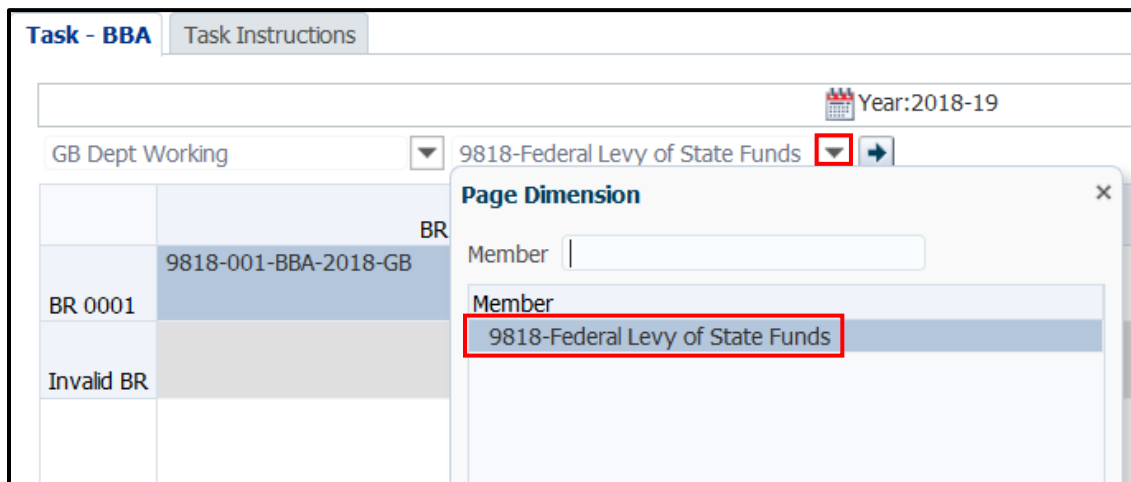 Task - BBA Task Instructions
Year:2018-19
GB Dept Working 9818-Federal Levy of State Funds
Page Dimension
BR
Member
9818-001-BBA-2018-GB
BR 0001
Member
9818-Federal Levy of State Funds
Invalid BR